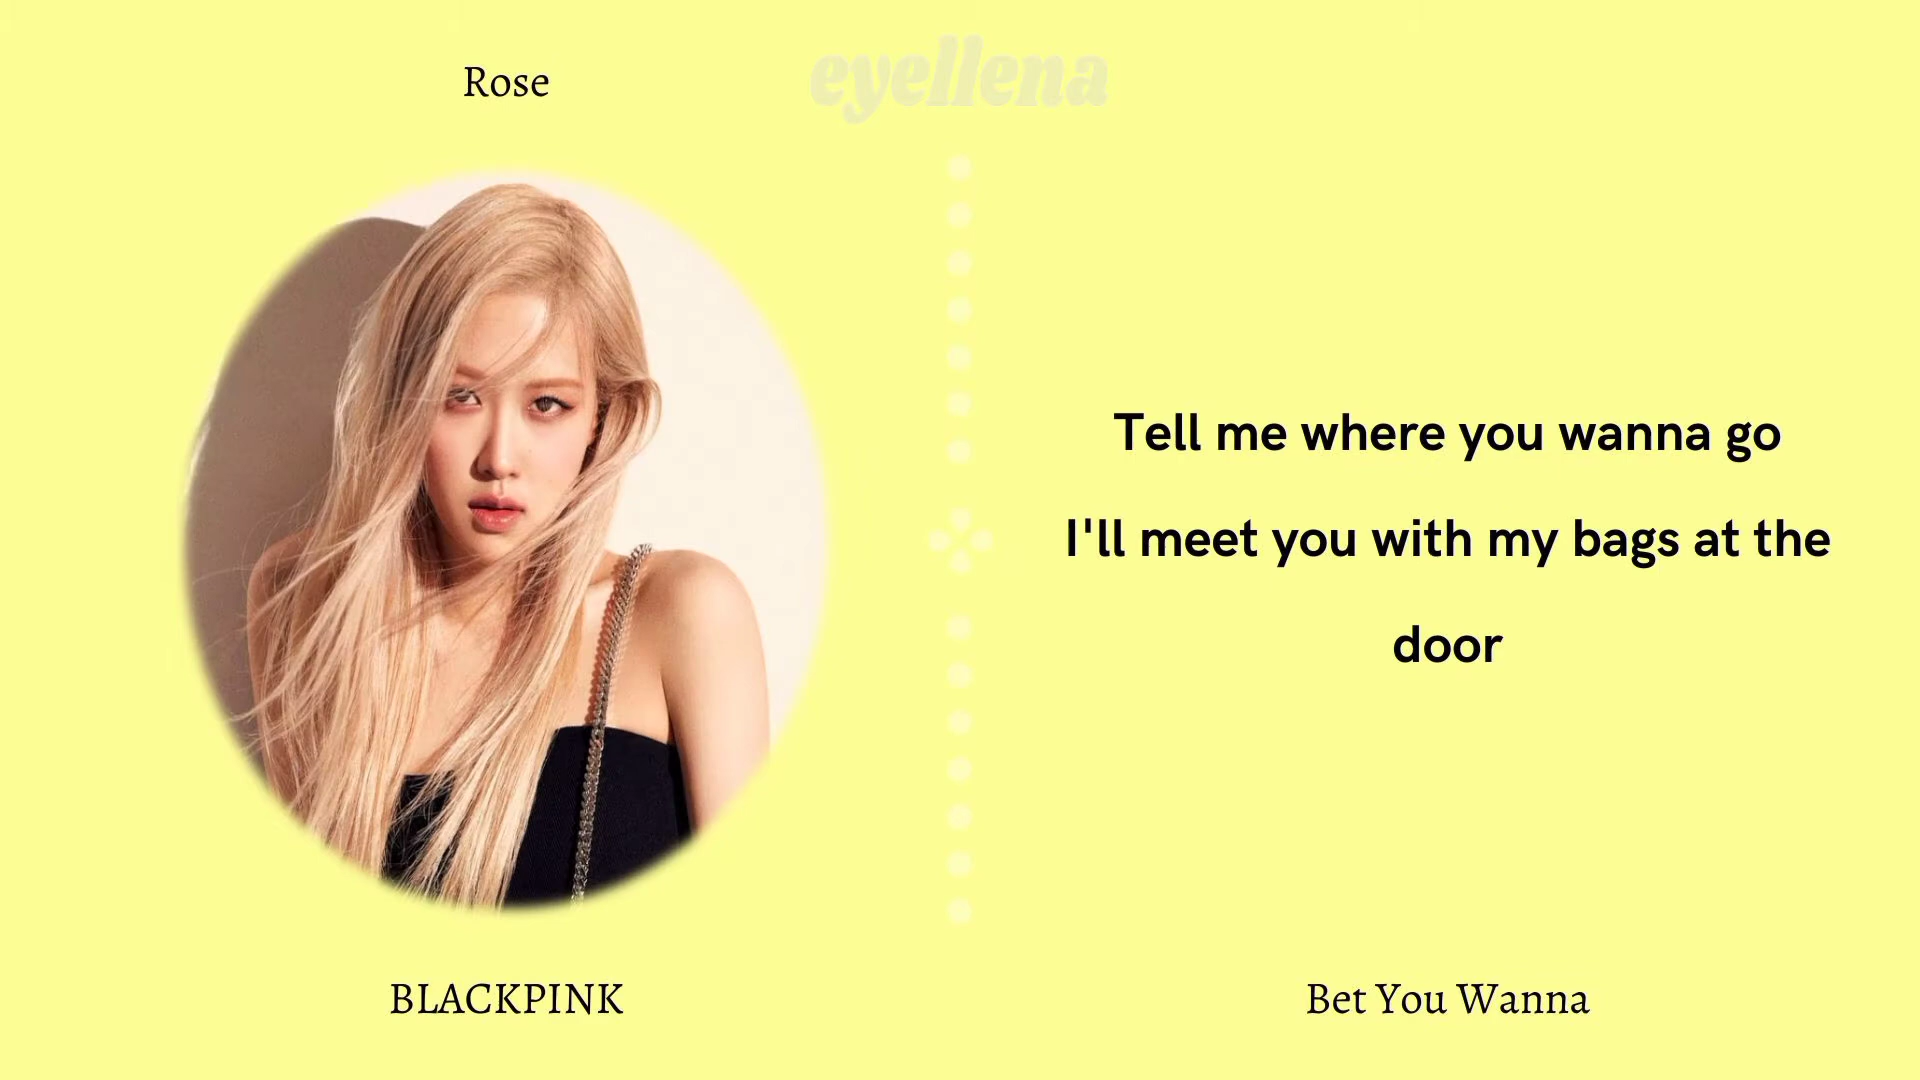 Rose
eyellena
Tell me where you wanna go
I'll meet you with my bags at the
door
BLACKPINK
Bet You Wanna